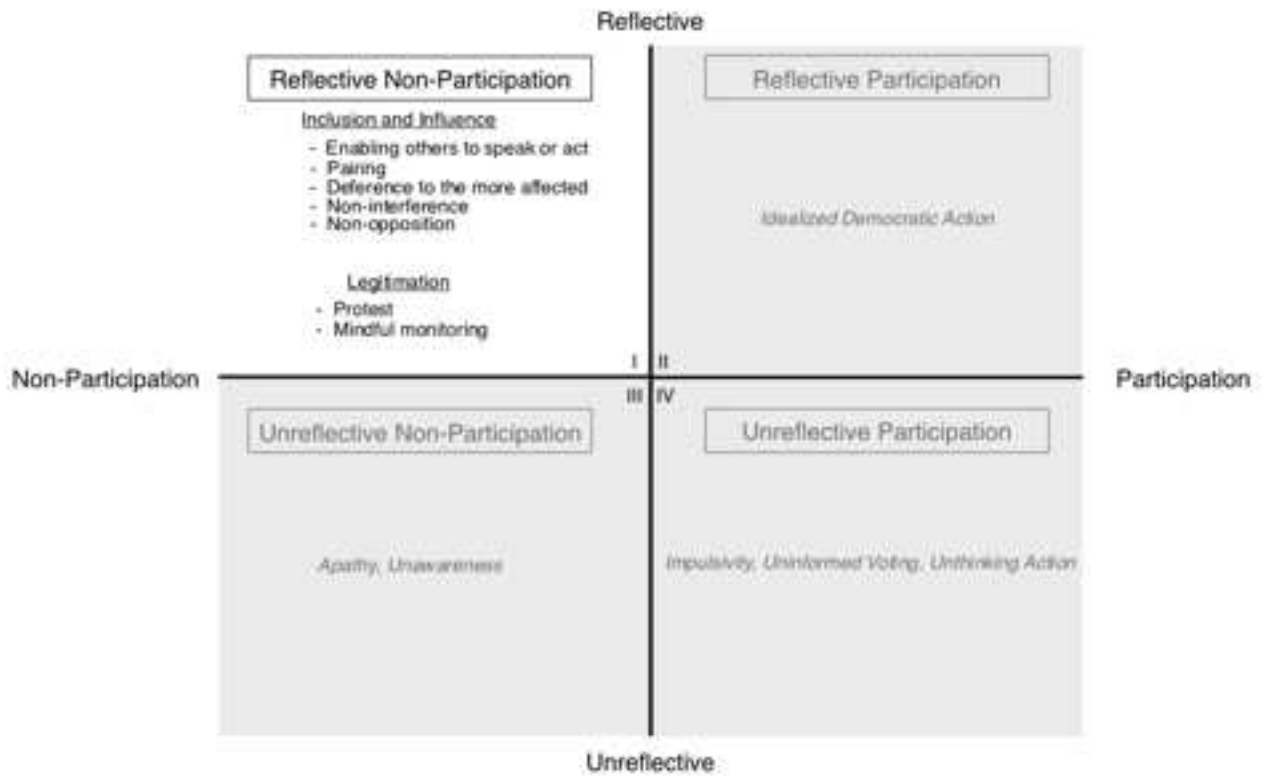 Reflective
Reflective Non-Participation
Inclusion and Influence
- Enabling others to speak or act
- Pairing
- Deference to the more affected
- Non-interference
- Non-opposition
Legitimation
- Protest
- Mindful monitoring
Reflective Participation
Idealized Democratic Action
I II
Non-Participation
Participation
III IV
Unreflective Non-Participation
Apathy, Unawareness
Unreflective Participation
Impulsivity, Uninformed Voting, Unthinking Action
Unreflective